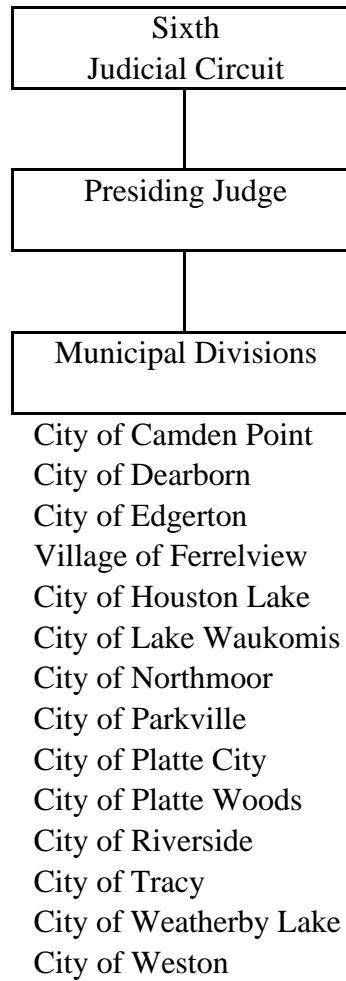 Sixth
Judicial Circuit
Presiding Judge
Municipal Divisions
City of Camden Point
City of Dearborn
City of Edgerton
Village of Ferrelview
City of Houston Lake
City of Lake Waukomis
City of Northmoor
City of Parkville
City of Platte City
City of Platte Woods
City of Riverside
City of Tracy
City of Weatherby Lake
City of Weston